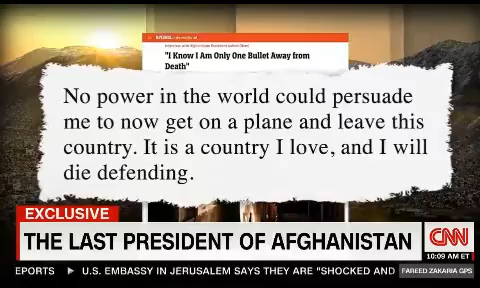 "I Know I Am Only One Bullet Away from
Death"
No power in the world could persuade
me to now get on a plane and leave this
country. It is a country I love, and I will
die defending.
EXCLUSIVE
THE LAST PRESIDENT OF AFGHANISTAN
CNN
10:09 AM ET
EPORTS ▶ U.S. EMBASSY IN JERUSALEM SAYS THEY ARE "SHOCKED AND
FAREED ZAKARIA GPS